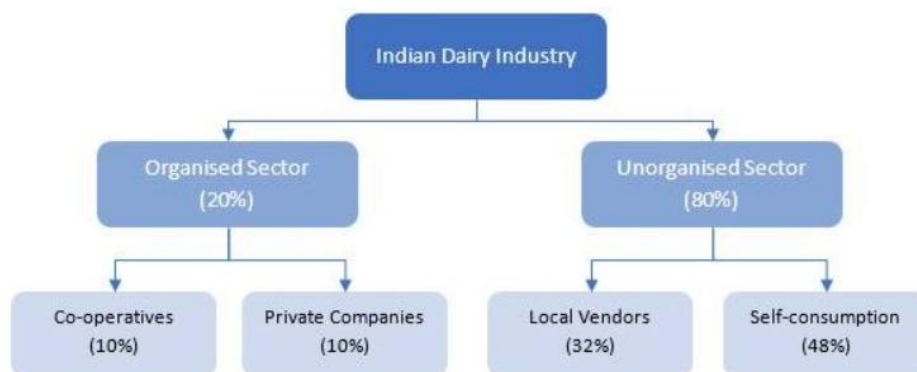 Indian Dairy Industry
Organised Sector
(20%)
Unorganised Sector
(80%)
Co-operatives
(10%)
Private Companies
(10%)
Local Vendors
(32%)
Self-consumption
(48%)